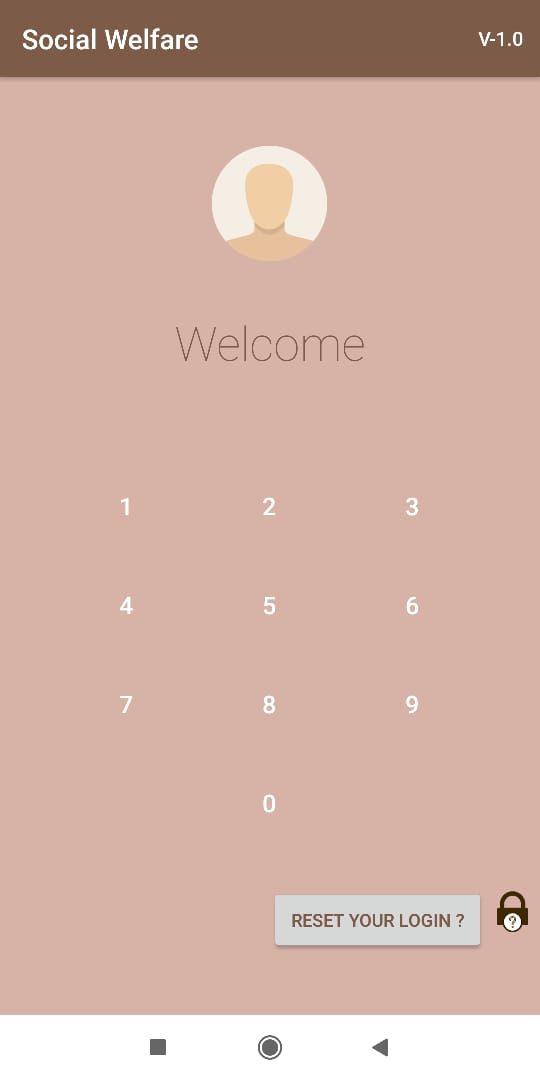 Social Welfare V-1.0
Welcome
1 2 3
4 5 6
7 8 9
0
RESET YOUR LOGIN ? ?